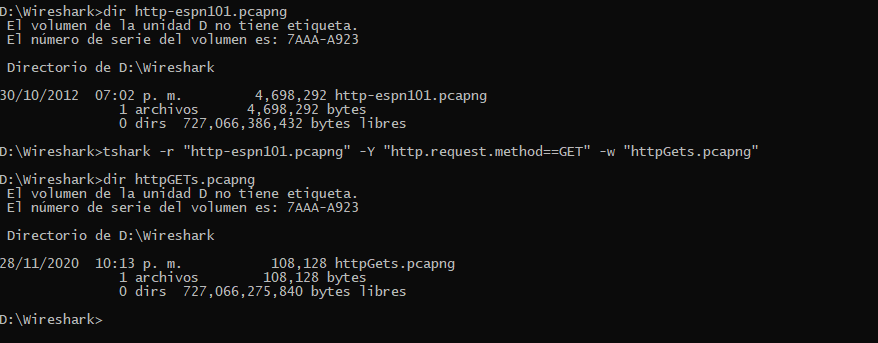 D:\Wireshark>dir http-espn101.pcapng
 El volumen de la unidad D no tiene etiqueta.
 El número de serie del volumen es: 7AAA-A923

 Directorio de D:\Wireshark

30/10/2012  07:02 p. m.         4,698,292 http-espn101.pcapng
               1 archivos      4,698,292 bytes
               0 dirs  727,066,386,432 bytes libres

D:\Wireshark>tshark -r "http-espn101.pcapng" -Y "http.request.method==GET" -w "httpGets.pcapng"

D:\Wireshark>dir httpGETs.pcapng
 El volumen de la unidad D no tiene etiqueta.
 El número de serie del volumen es: 7AAA-A923

 Directorio de D:\Wireshark

28/11/2020  10:13 p. m.           108,128 httpGets.pcapng
               1 archivos        108,128 bytes
               0 dirs  727,066,275,840 bytes libres

D:\Wireshark>